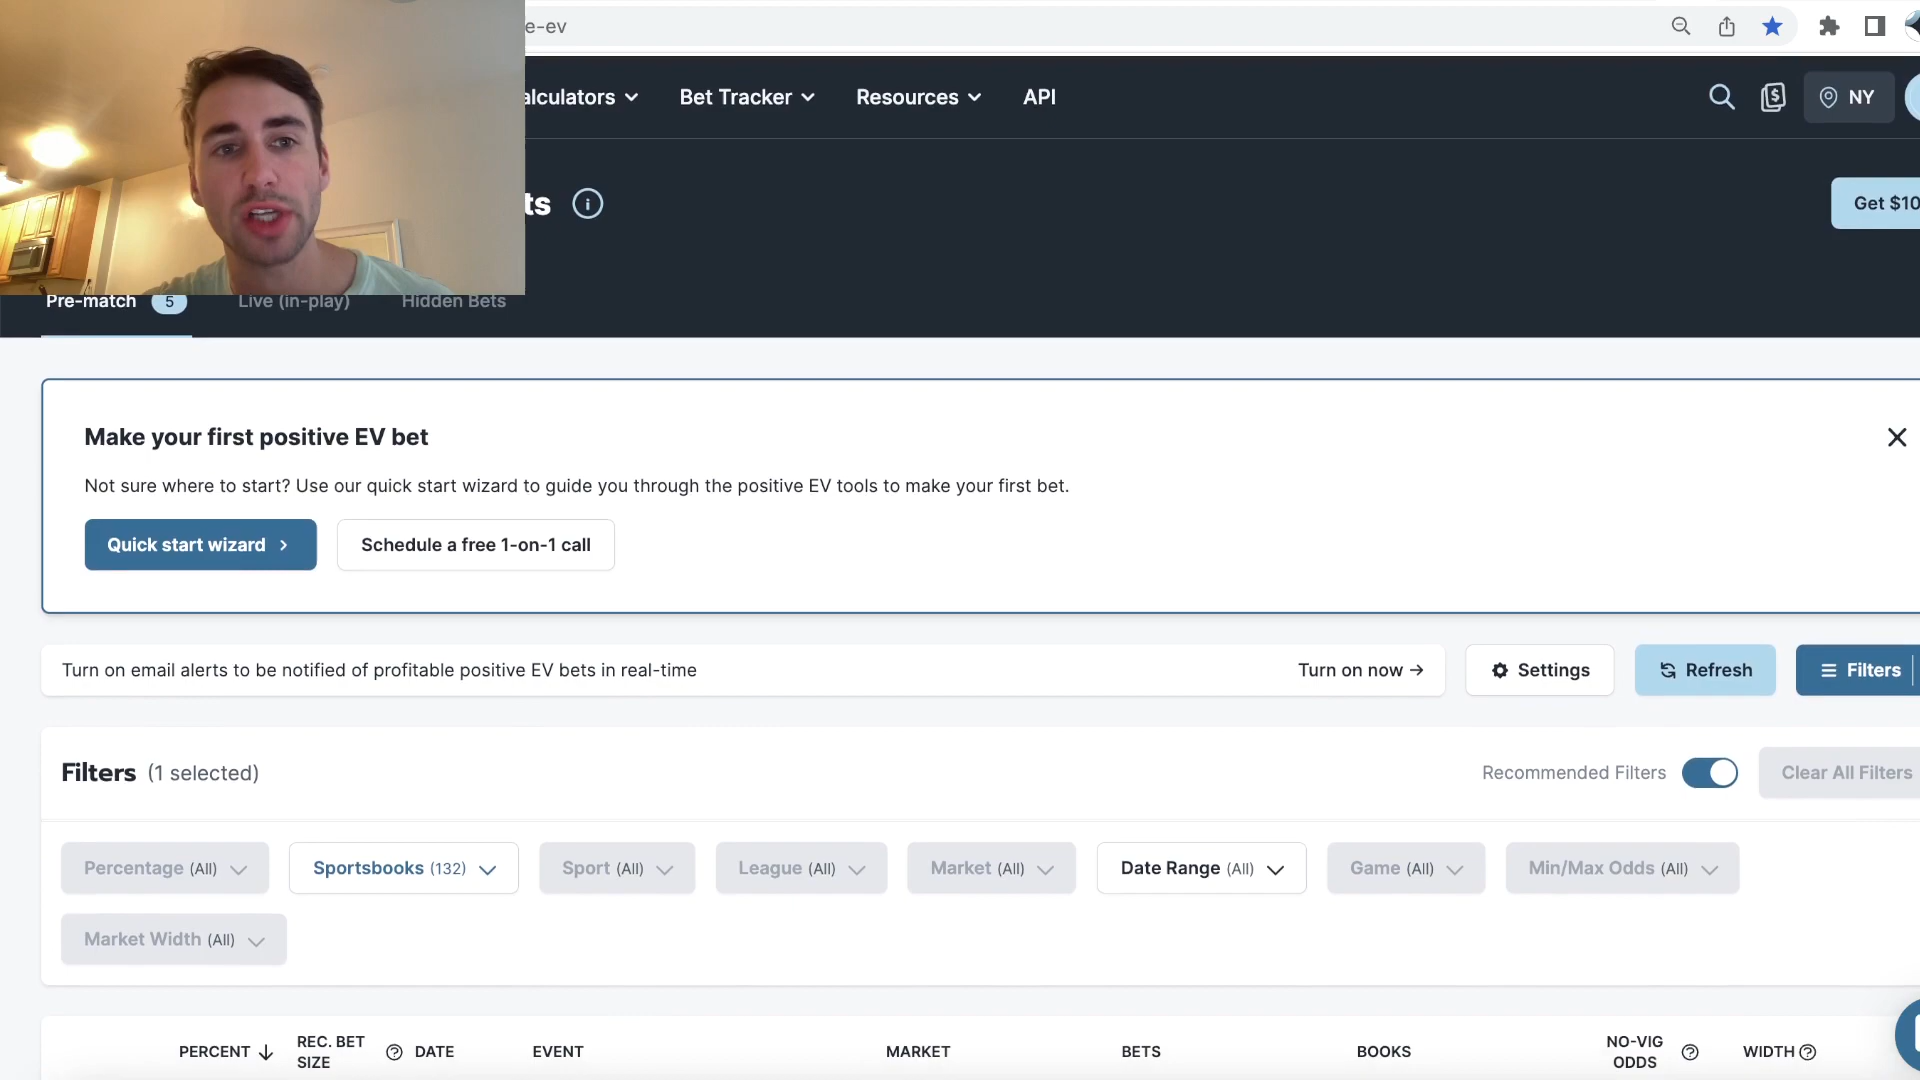 e-ev
alculators
Bet Tracker
Resources
API
NY
ts
Get $10
Pre-match 5
Live (in-play)
Hidden Bets
Make your first positive EV bet
Not sure where to start? Use our quick start wizard to guide you through the positive EV tools to make your first bet.
Quick start wizard
Schedule a free 1-on-1 call
Turn on email alerts to be notified of profitable positive EV bets in real-time
Turn on now →
Settings
Refresh
Filters
Filters (1 selected)
Recommended Filters
Clear All Filters
Percentage (All)
Sportsbooks (132)
Sport (All)
League (All)
Market (All)
Date Range (All)
Game (All)
Min/Max Odds (All)
Market Width (All)
PERCENT
REC. BET
SIZE
DATE
EVENT
MARKET
BETS
BOOKS
NO-VIG
ODDS
WIDTH